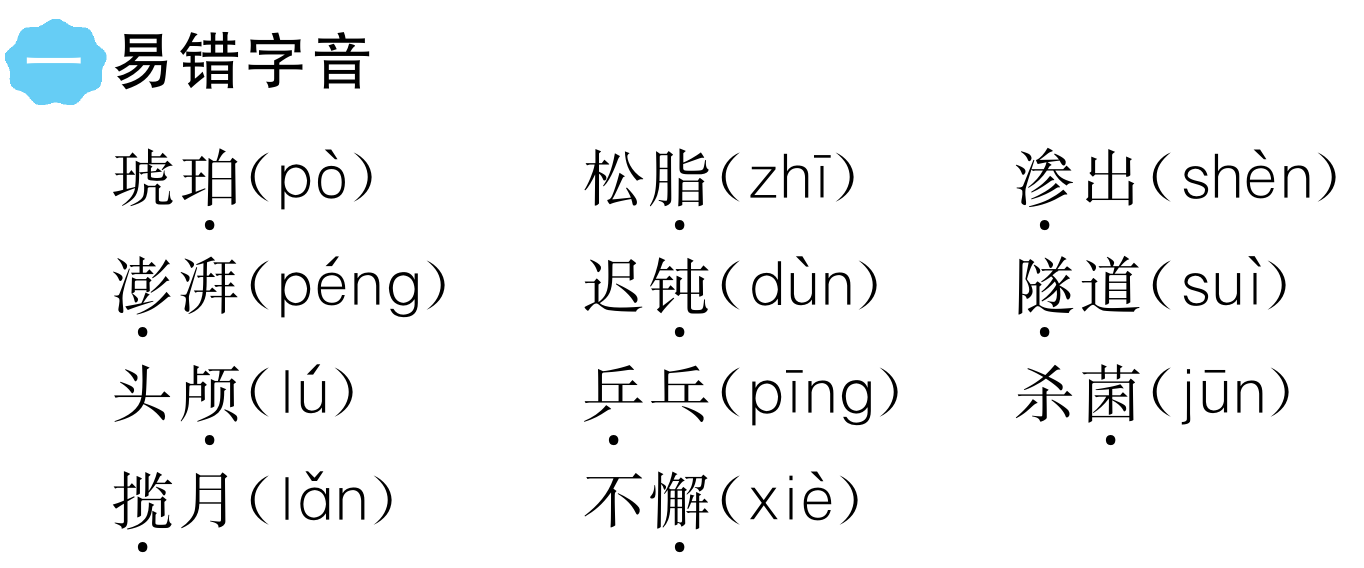 一 易错字音
琥珀(pò) 松脂(zhī) 渗出(shèn)
澎湃(péng) 迟钝(dùn) 隧道(suì)
头颅(lú) 乒乓(pīng) 杀菌(jūn)
揽月(lǎn) 不懈(xiè)